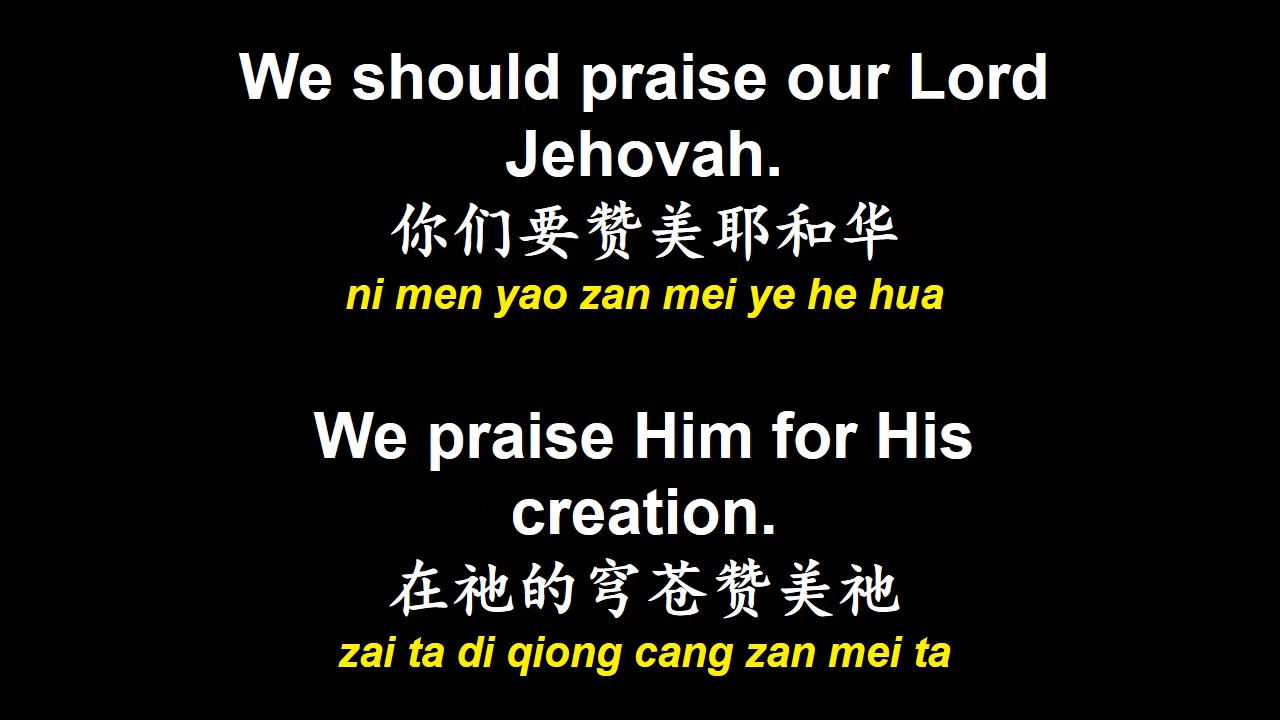 We should praise our Lord
Jehovah.
你们要赞美耶和华
ni men yao zan mei ye he hua
We praise Him for His
creation.
在祂的穹苍赞美祂
zai ta di qiong cang zan mei ta